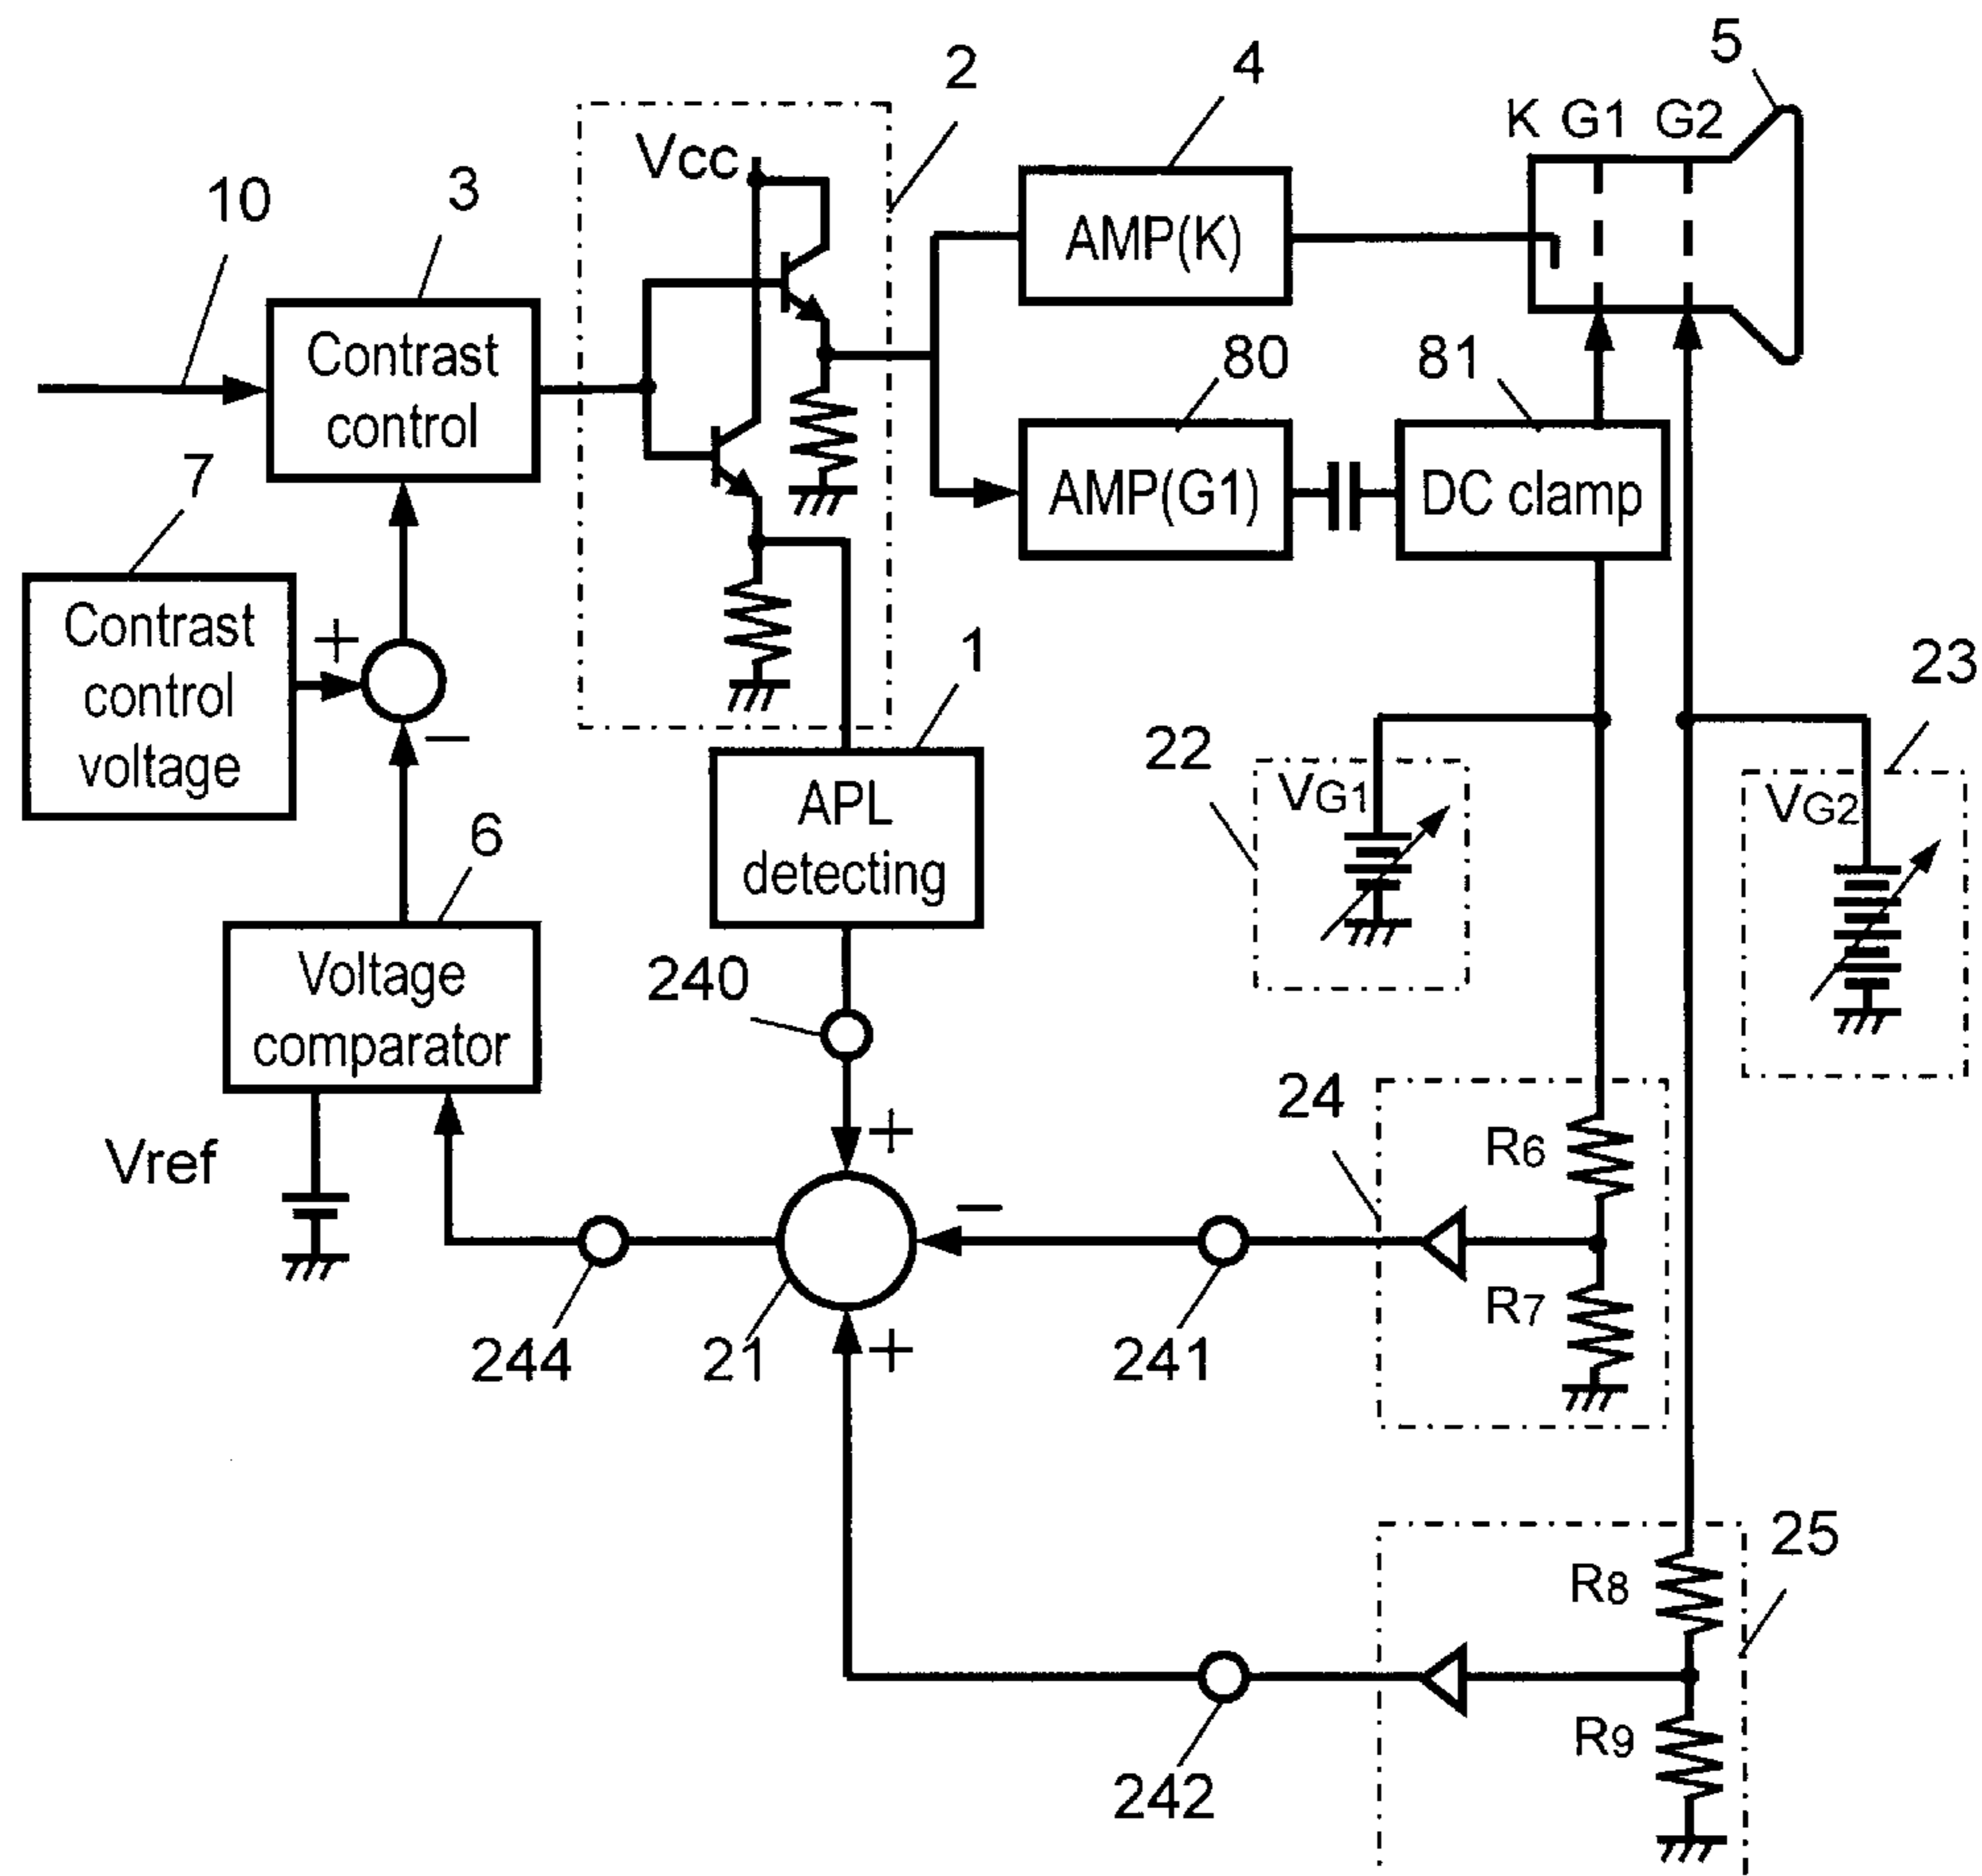 5
2
4
K G1 G2
Vcc
3
10
AMP(K)
Contrast
control
80
81
7
AMP(G1)
DC clamp
Contrast
control
voltage
+
−
1
23
22
VG1
VG2
APL
detecting
6
Voltage
comparator
240
24
+
Vref
R6
−
R7
244
21
+
241
25
R8
R9
242